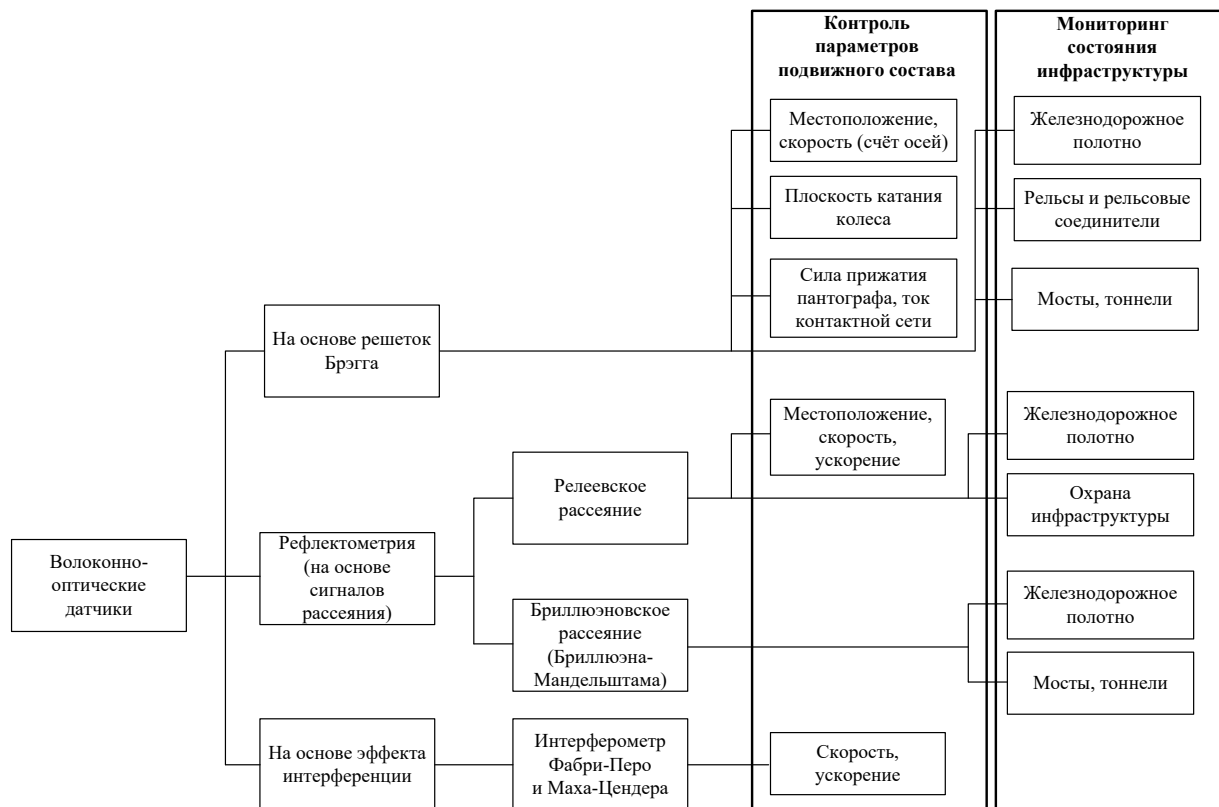 Контроль
параметров
подвижного состава
Мониторинг
состояния
инфраструктуры
Местоположение,
скорость (счёт осей)
Железнодорожное
полотно
Плоскость катания
колеса
Рельсы и рельсовые
соединители
Сила прижатия
пантографа, ток
контактной сети
Мосты, тоннели
На основе решеток
Брэгга
Местоположение,
скорость,
ускорение
Железнодорожное
полотно
Релеевское
рассеяние
Охрана
инфраструктуры
Волоконно-
оптические
датчики
Рефлектометрия
(на основе
сигналов
рассеяния)
Бриллюэновское
рассеяние
(Бриллюэна-
Мандельштама)
Железнодорожное
полотно
Мосты, тоннели
На основе эффекта
интерференции
Интерферометр
Фабри-Перо
и Маха-Цендера
Скорость,
ускорение